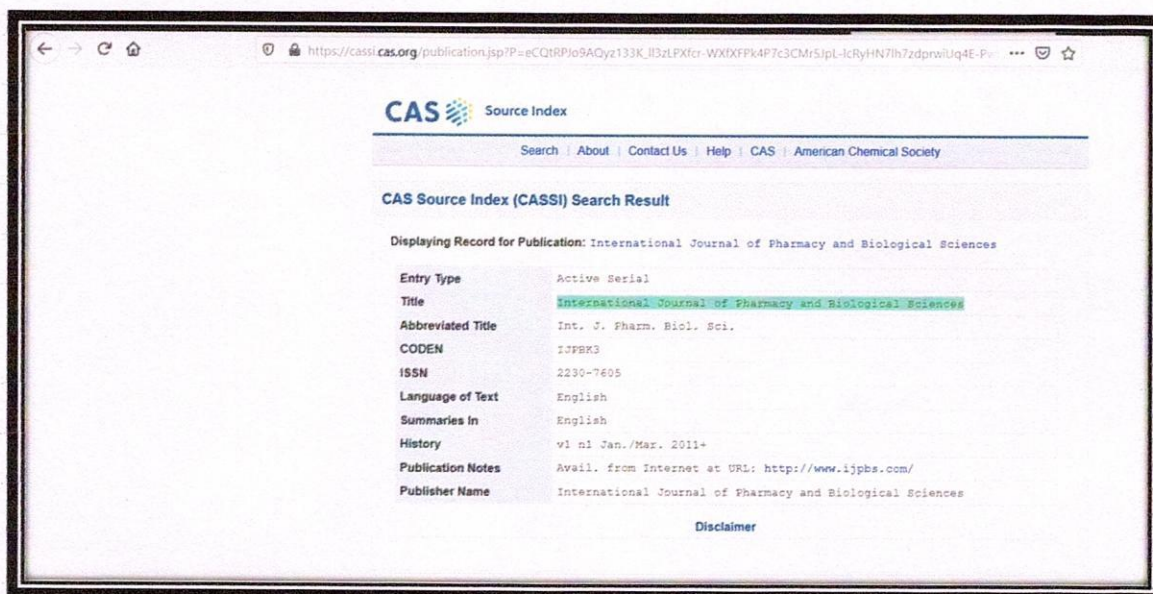 https://cassi.cas.org/publication.jsp?P=
CAS Source Index
Search | About | Contact Us | Help | CAS | American Chemical Society
CAS Source Index (CASSI) Search Result
Displaying Record for Publication: International Journal of Pharmacy and Biological Sciences
Entry Type Active Serial
Title International Journal of Pharmacy and Biological Sciences
Abbreviated Title Int. J. Pharm. Biol. Sci.
CODEN IJPBK3
ISSN 2230-7605
Language of Text English
Summaries In English
History v1 n1 Jan./Mar. 2011+
Publication Notes Avail. from Internet at URL: http://www.ijpbs.com/
Publisher Name International Journal of Pharmacy and Biological Sciences
Disclaimer